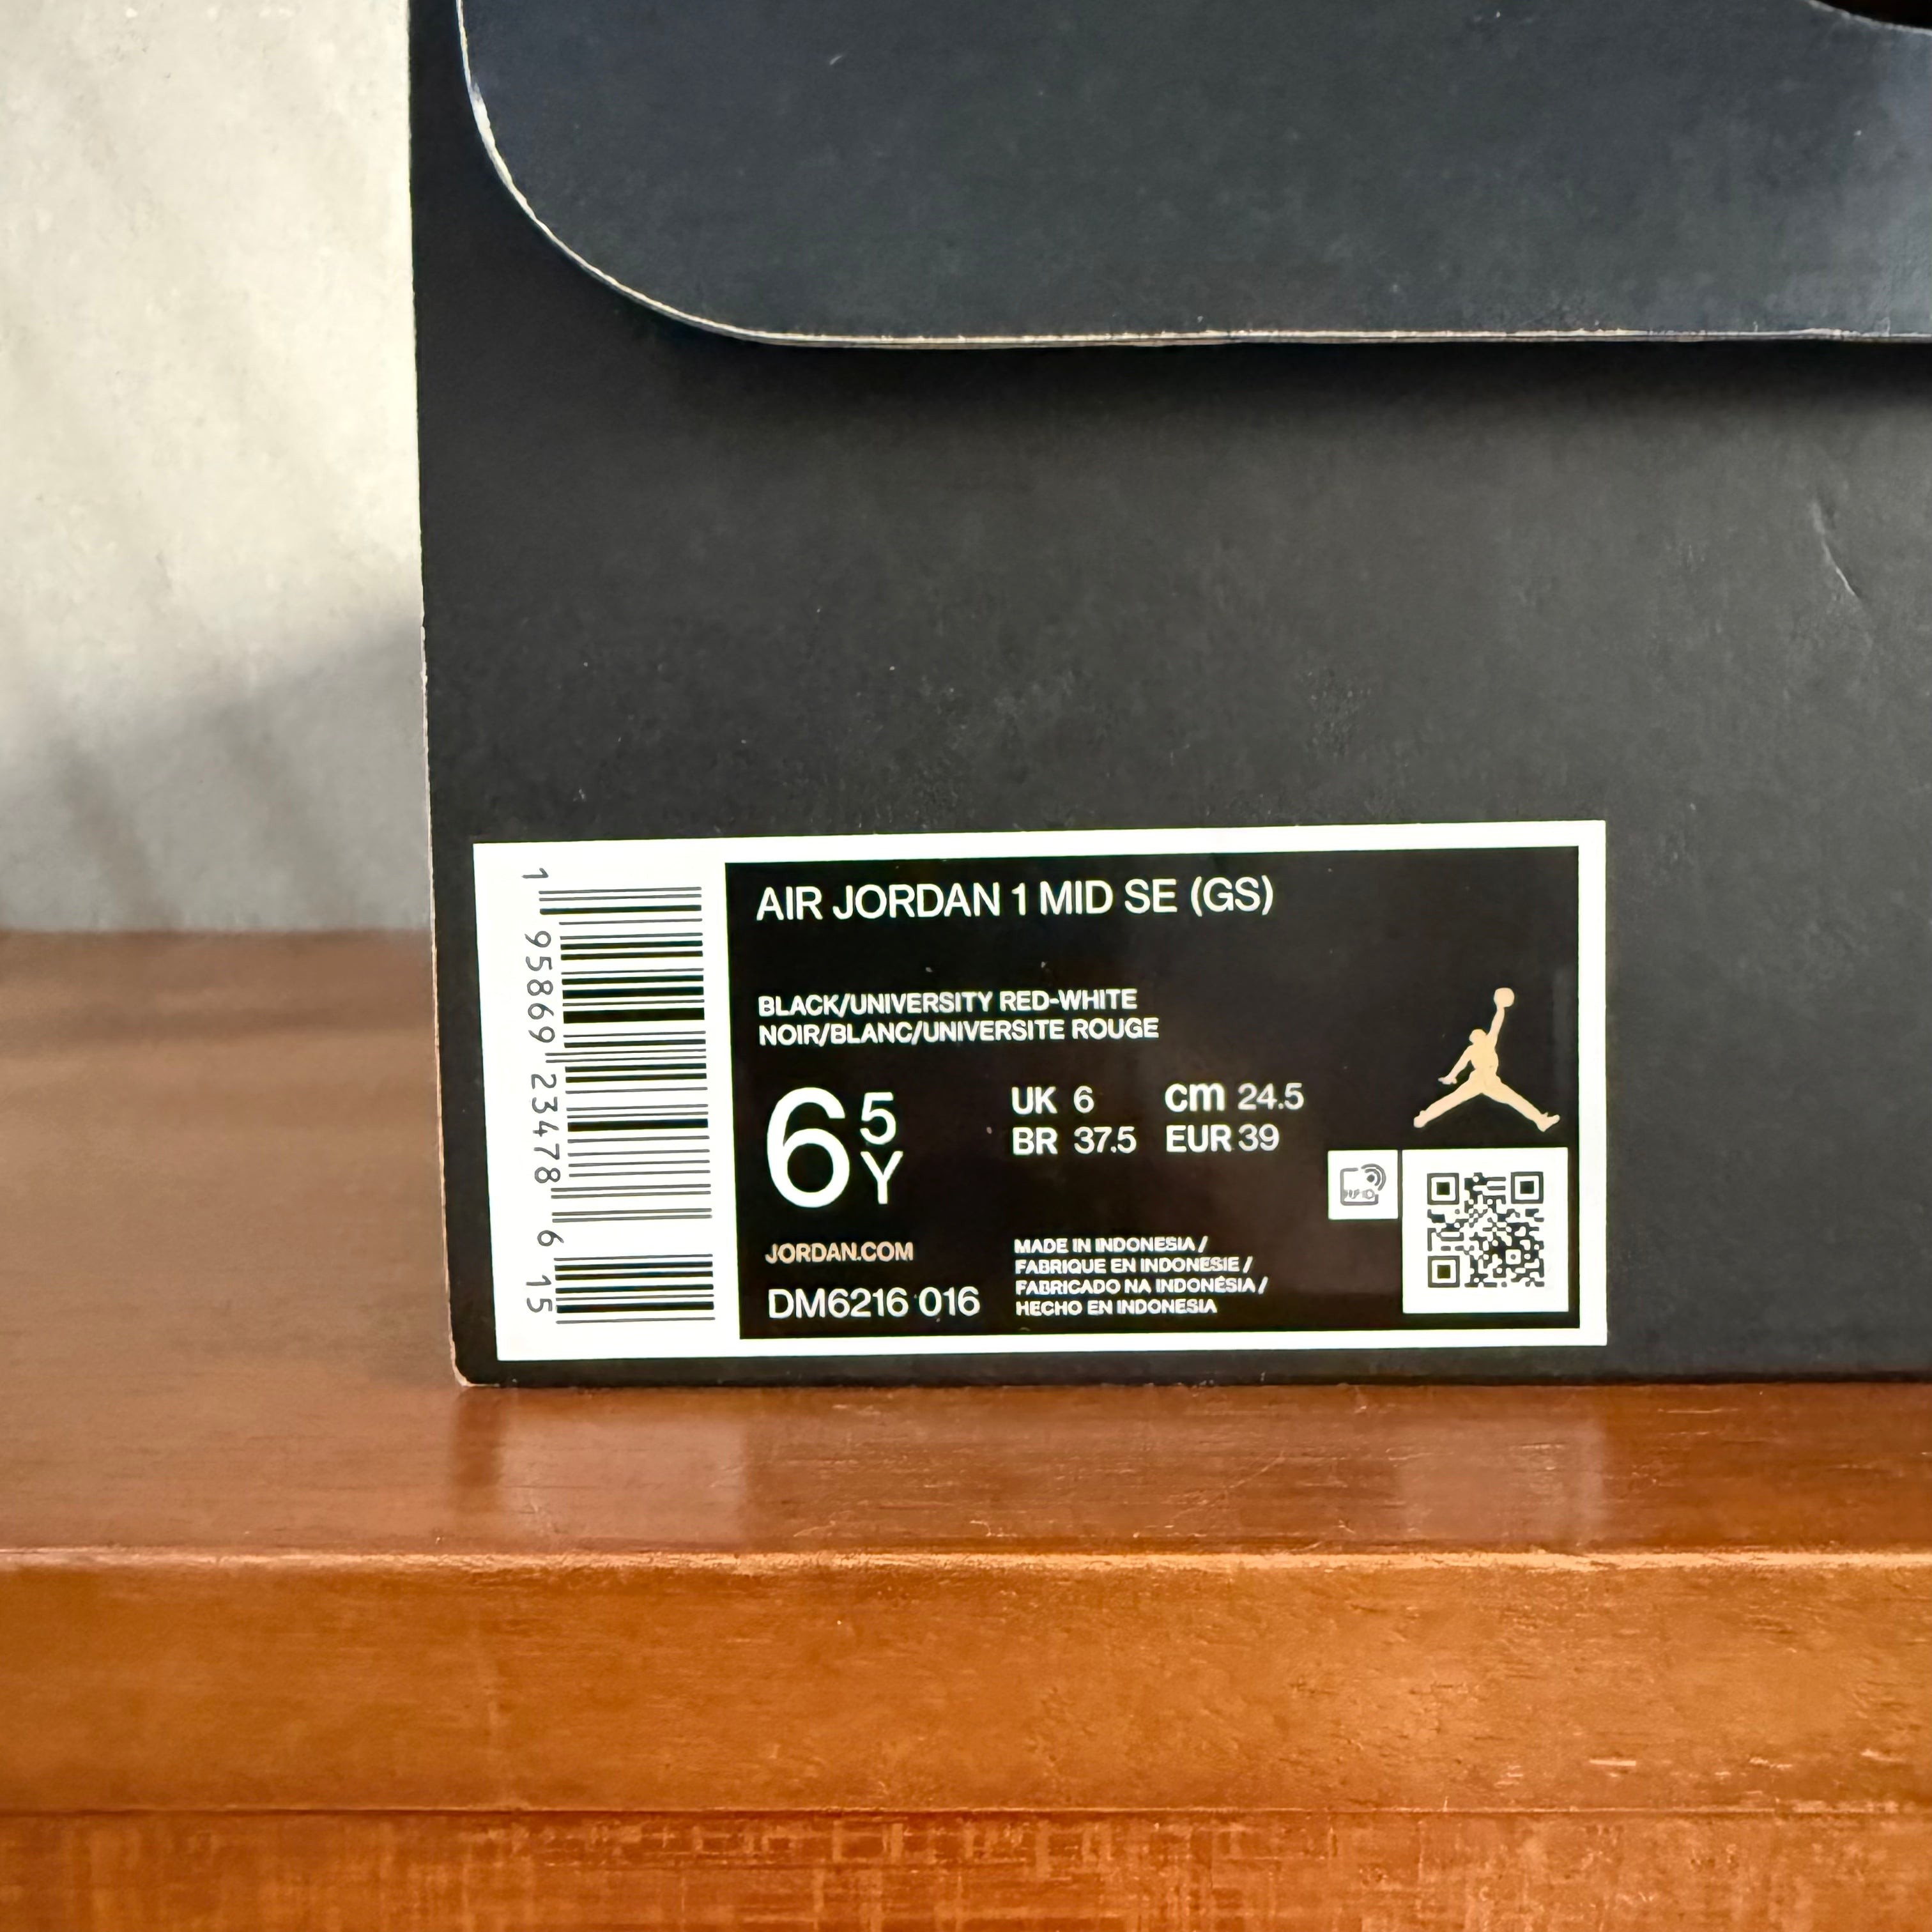 1 95869 23478 6 15
AIR JORDAN 1 MID SE (GS)
BLACK/UNIVERSITY RED-WHITE
NOIR/BLANC/UNIVERSITE ROUGE
6 5 Y
UK 6 cm 24.5
BR 37.5 EUR 39
JORDAN.COM
DM6216 016
MADE IN INDONESIA /
FABRIQUE EN INDONESIE /
FABRICADO NA INDONÉSIA /
HECHO EN INDONESIA